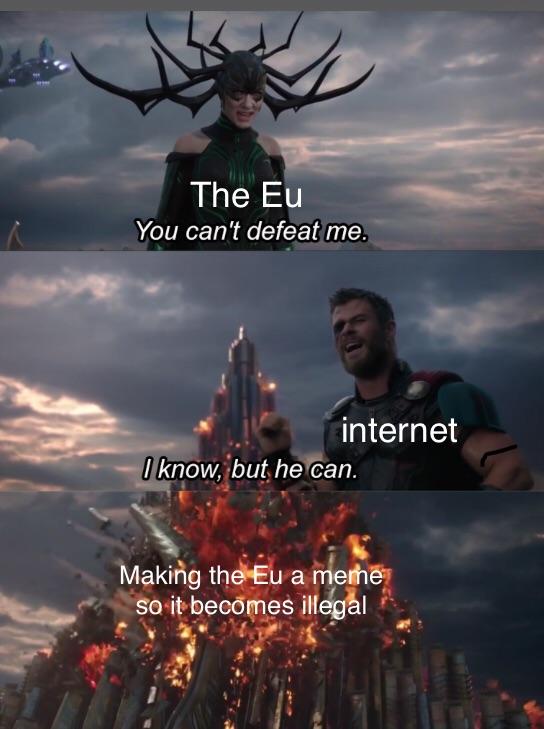 The Eu
You can't defeat me.
internet
I know, but he can.
Making the Eu a meme
so it becomes illegal